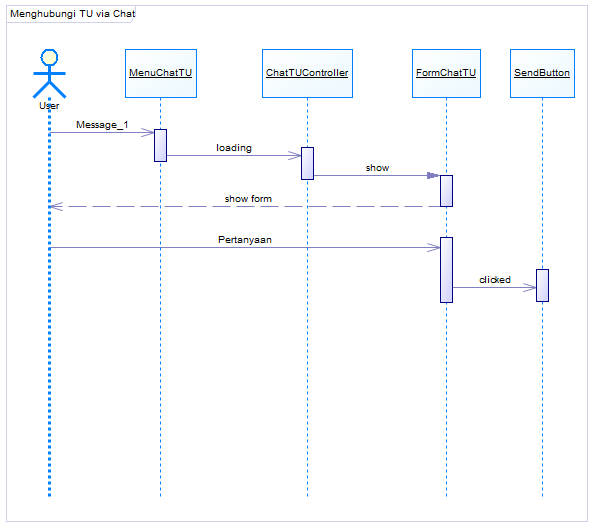 Menghubungi TU via Chat
MenuChatTU
ChatTUController
FormChatTU
SendButton
User
Message_1
loading
show
show form
Pertanyaan
clicked